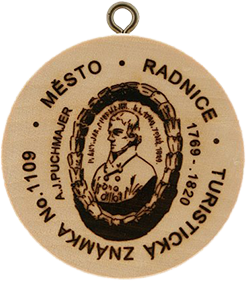 • MĚSTO • RADNICE •
TURISTICKÁ ZNÁMKA No.1109
A.J.PUCHMAJER
1769-.1820